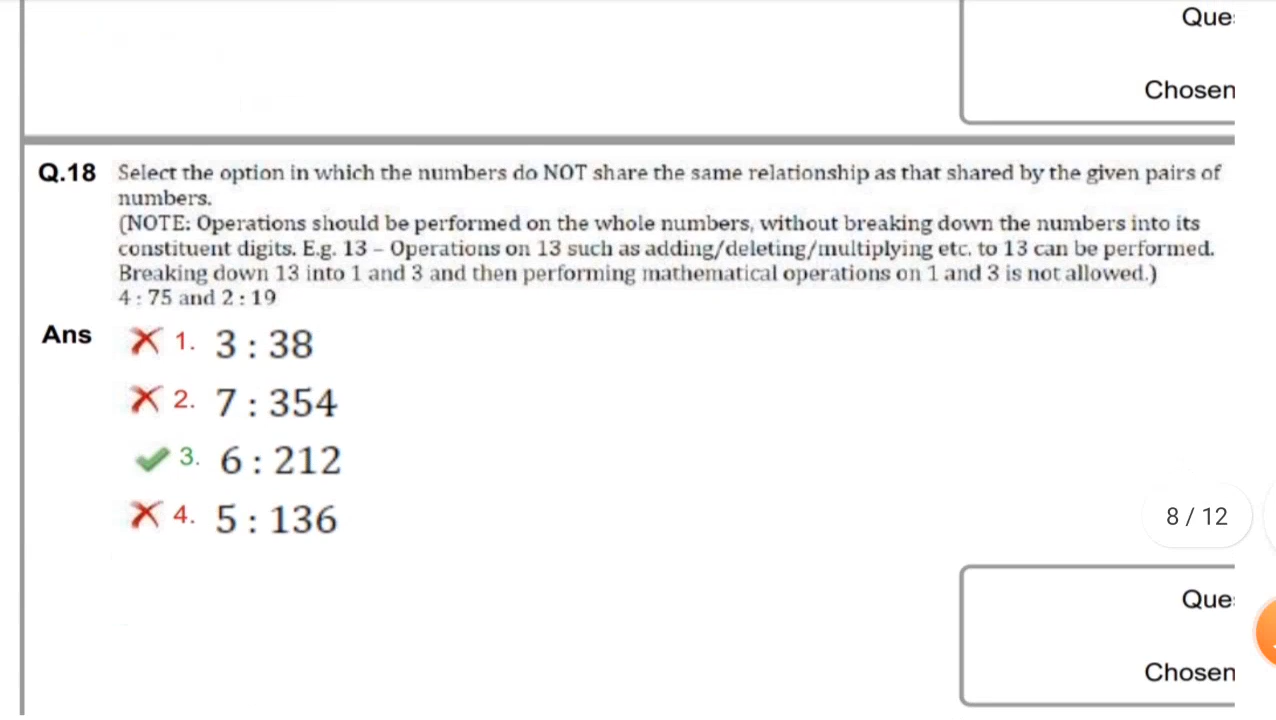 Que
Chosen
Q.18 Select the option in which the numbers do NOT share the same relationship as that shared by the given pairs of
numbers.
(NOTE: Operations should be performed on the whole numbers, without breaking down the numbers into its
constituent digits. E.g. 13 – Operations on 13 such as adding/deleting/multiplying etc. to 13 can be performed.
Breaking down 13 into 1 and 3 and then performing mathematical operations on 1 and 3 is not allowed.)
4 : 75 and 2 : 19
Ans 1. 3 : 38
2. 7 : 354
3. 6 : 212
4. 5 : 136
8 / 12
Que
Chosen